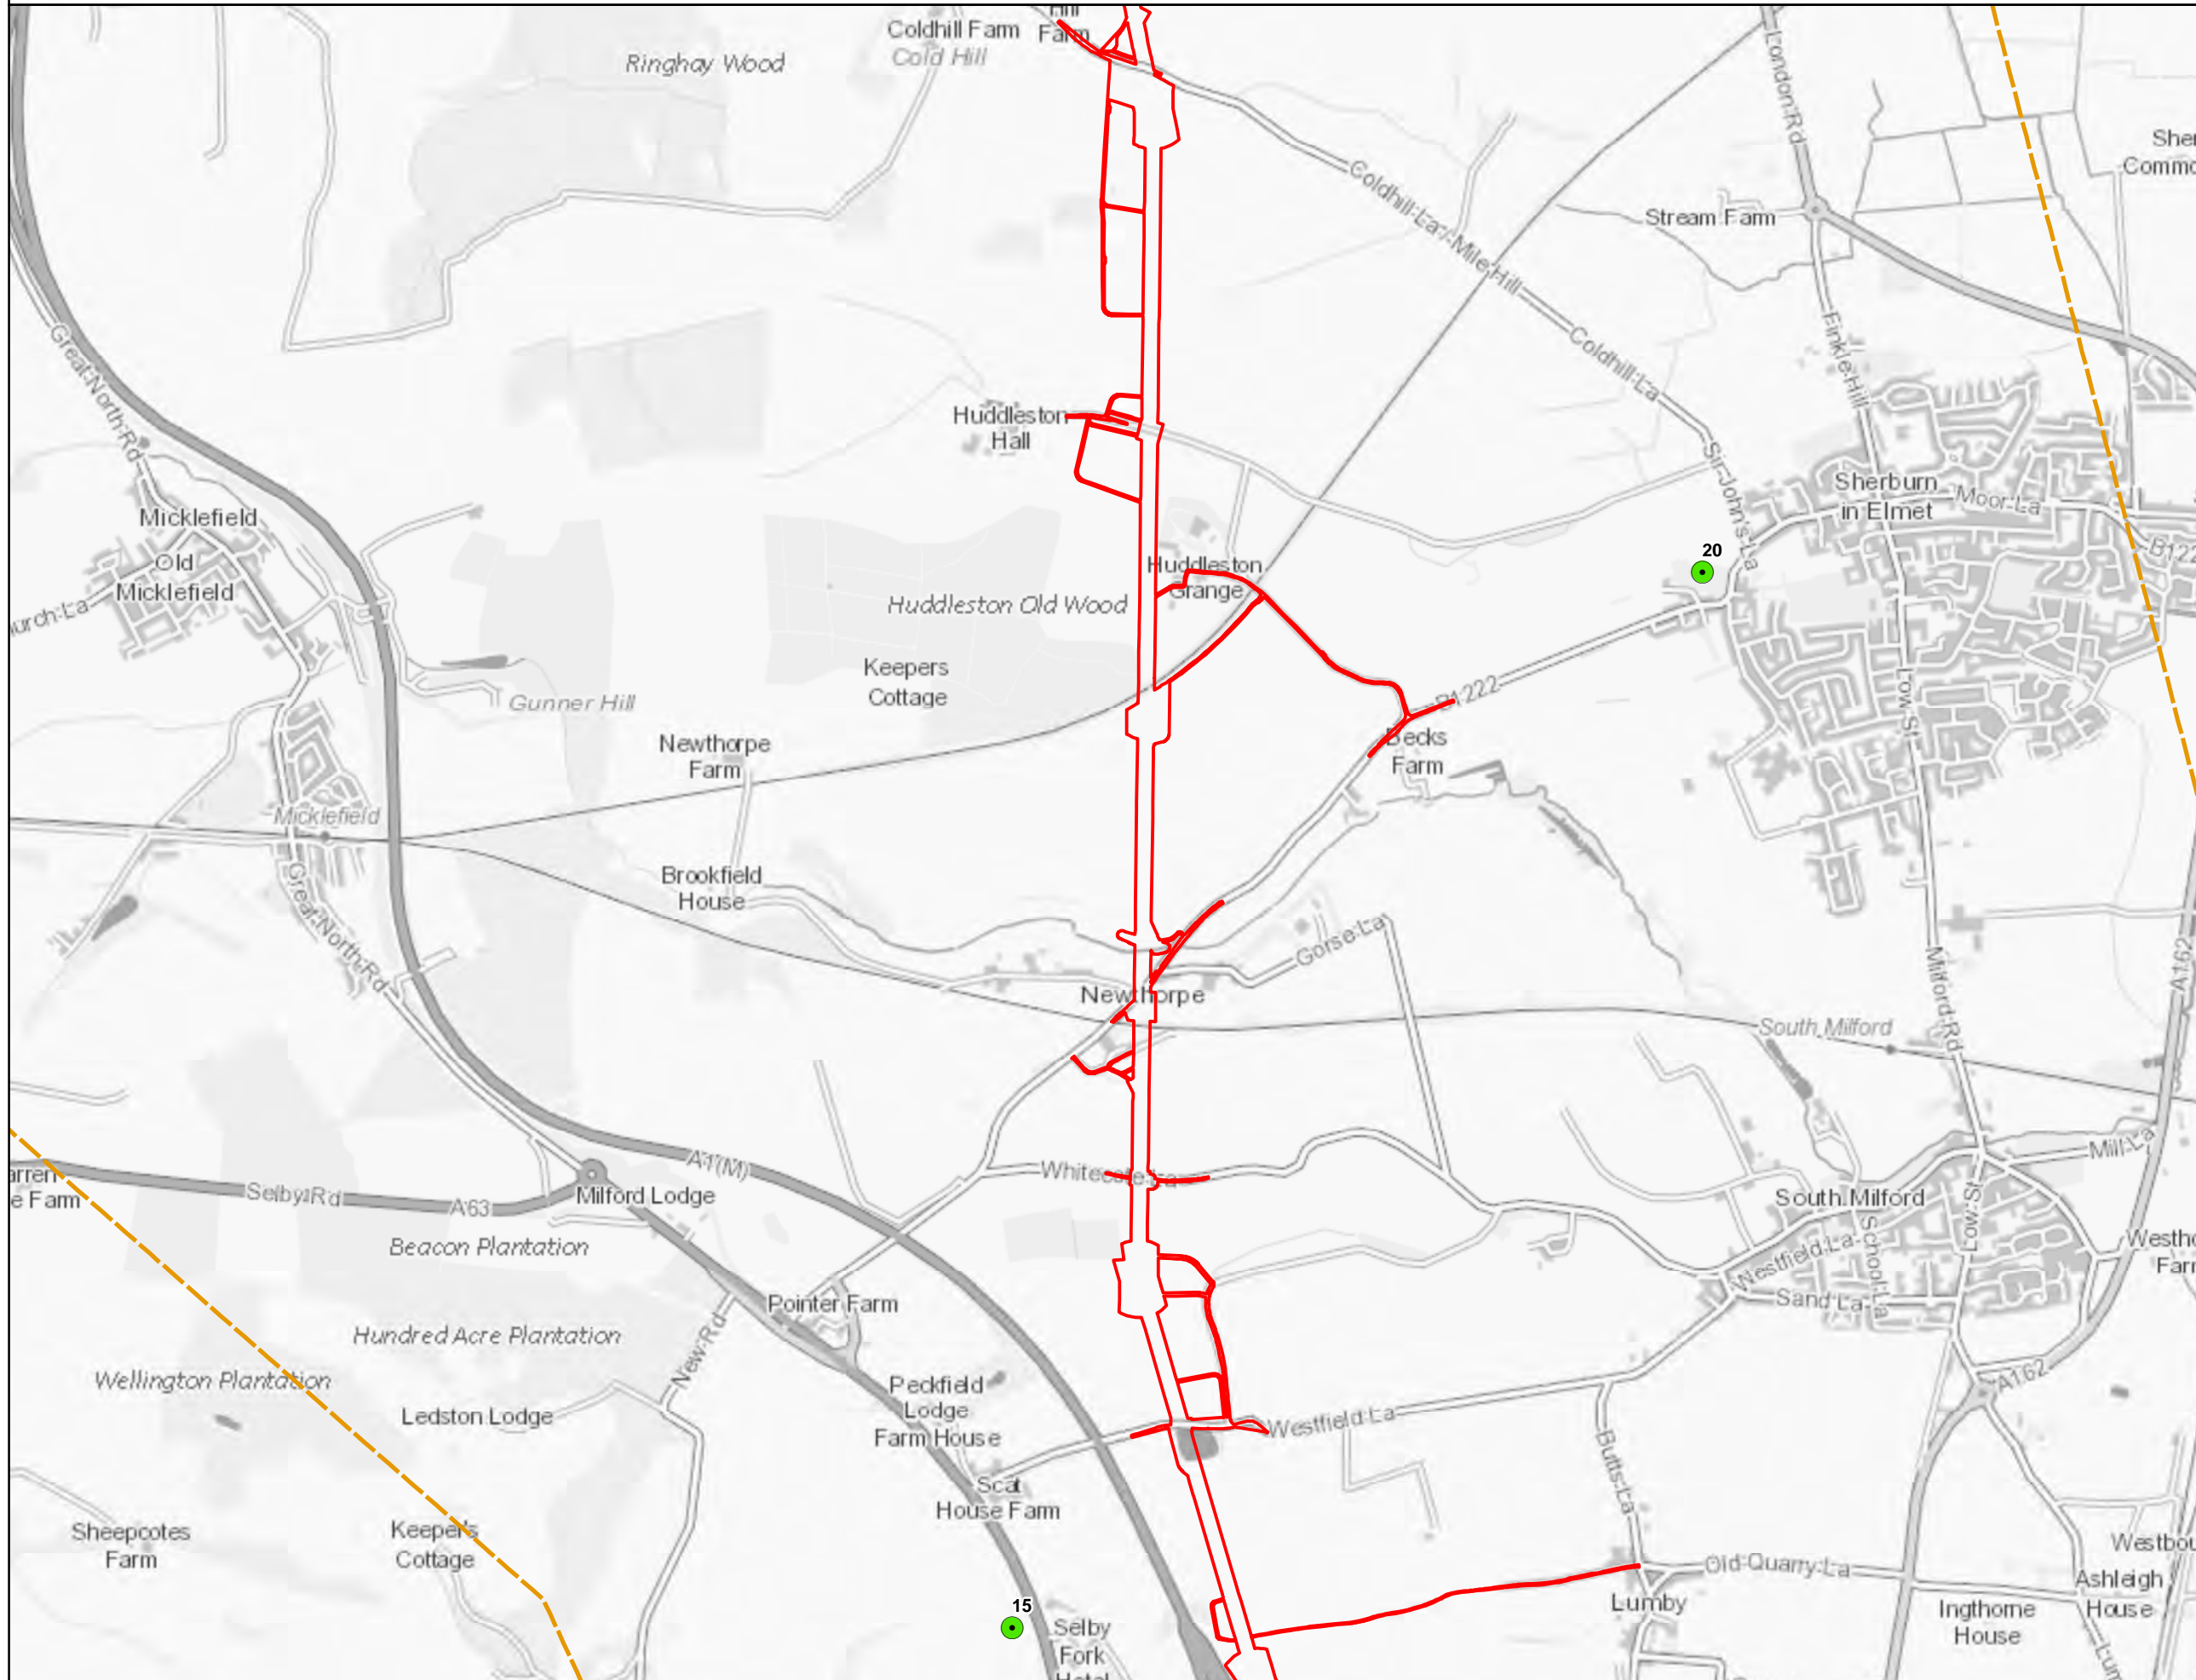 Hill
Coldhill Farm
Farm
Cold Hill
Ringhay Wood
London Rd
Stream Farm
Coldhill La / Mile Hill
Coldhill La
Finkle Hill
Great North Rd
Huddleston
Hall
Sir John's La
Sherburn
in Elmet
Moor La
Micklefield
Old
Micklefield
20
Huddleston
Grange
Huddleston Old Wood
Keepers
Cottage
Gunner Hill
B1222
Low St
Newthorpe
Farm
Becks
Farm
Micklefield
Brookfield
House
Great North Rd
Gorse La
Milford Rd
A162
Newthorpe
South Milford
A1(M)
Mill La
Selby Rd
A63
Milford Lodge
South Milford
Low St
Westfield La
School La
Beacon Plantation
Pointer Farm
Sand La
Hundred Acre Plantation
New Rd
Wellington Plantation
Peckfield
Lodge
Farm House
A162
Ledston Lodge
Westfield La
Butts La
Scat
House Farm
Sheepcotes
Farm
Keeper's
Cottage
Old Quarry La
Ashleigh
House
Lumby
Ingthorne
House
15
Selby
Fork
Hotel